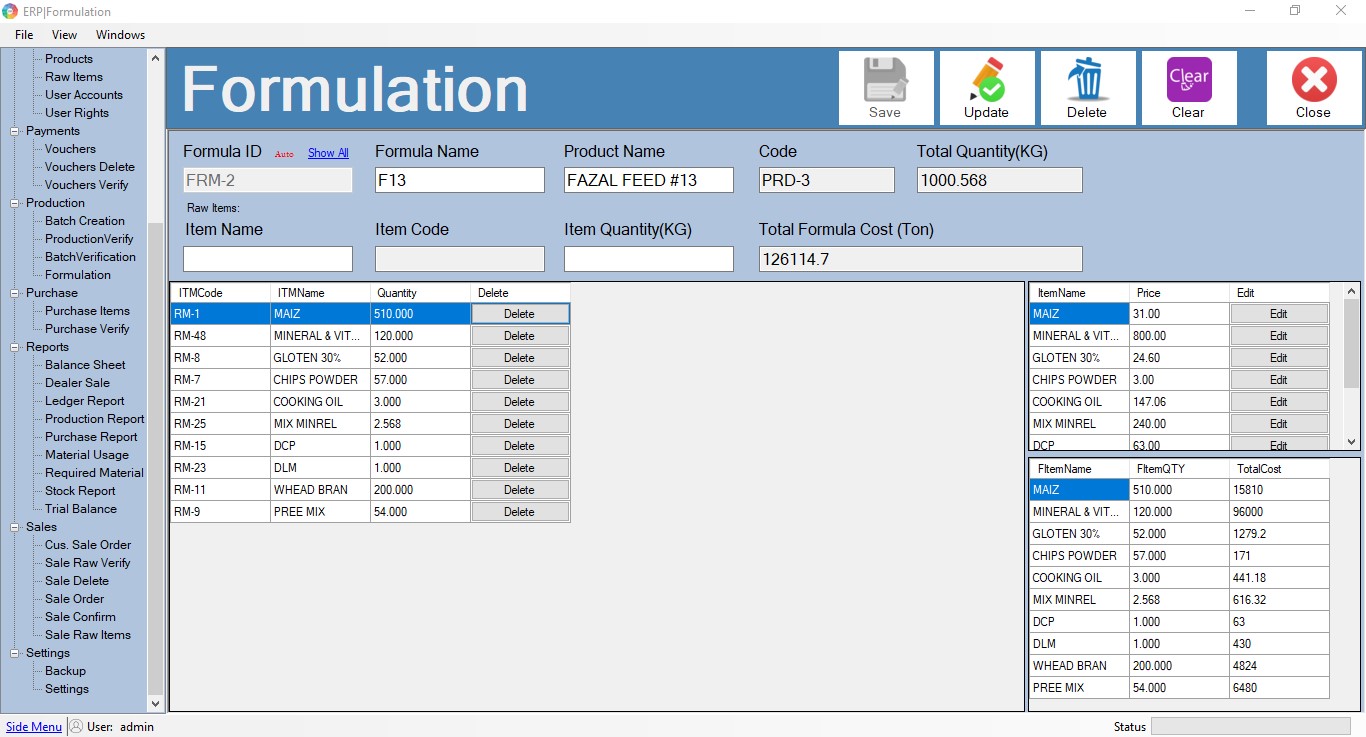 ERP|Formulation
File View Windows
Products
Raw Items
User Accounts
User Rights
Payments
Vouchers
Vouchers Delete
Vouchers Verify
Production
Batch Creation
ProductionVerify
BatchVerification
Formulation
Purchase
Purchase Items
Purchase Verify
Reports
Balance Sheet
Dealer Sale
Ledger Report
Production Report
Purchase Report
Material Usage
Required Material
Stock Report
Trial Balance
Sales
Cus. Sale Order
Sale Raw Verify
Sale Delete
Sale Order
Sale Confirm
Sale Raw Items
Settings
Backup
Settings
Formulation
Save Update Delete Clear Clear Close
Formula ID Auto Show All Formula Name Product Name Code Total Quantity(KG)
FRM-2 F13 FAZAL FEED #13 PRD-3 1000.568
Raw Items:
Item Name Item Code Item Quantity(KG) Total Formula Cost (Ton)
126114.7
ITMCode ITMName Quantity Delete
RM-1 MAIZ 510.000 Delete
RM-48 MINERAL & VIT... 120.000 Delete
RM-8 GLOTEN 30% 52.000 Delete
RM-7 CHIPS POWDER 57.000 Delete
RM-21 COOKING OIL 3.000 Delete
RM-25 MIX MINREL 2.568 Delete
RM-15 DCP 1.000 Delete
RM-23 DLM 1.000 Delete
RM-11 WHEAD BRAN 200.000 Delete
RM-9 PREE MIX 54.000 Delete
ItemName Price Edit
MAIZ 31.00 Edit
MINERAL & VIT... 800.00 Edit
GLOTEN 30% 24.60 Edit
CHIPS POWDER 3.00 Edit
COOKING OIL 147.06 Edit
MIX MINREL 240.00 Edit
DCP 63.00 Edit
FItemName FItemQTY TotalCost
MAIZ 510.000 15810
MINERAL & VIT... 120.000 96000
GLOTEN 30% 52.000 1279.2
CHIPS POWDER 57.000 171
COOKING OIL 3.000 441.18
MIX MINREL 2.568 616.32
DCP 1.000 63
DLM 1.000 430
WHEAD BRAN 200.000 4824
PREE MIX 54.000 6480
Side Menu User: admin Status